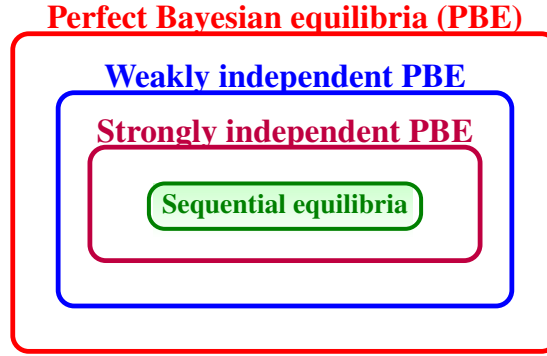 Perfect Bayesian equilibria (PBE)
Weakly independent PBE
Strongly independent PBE
Sequential equilibria